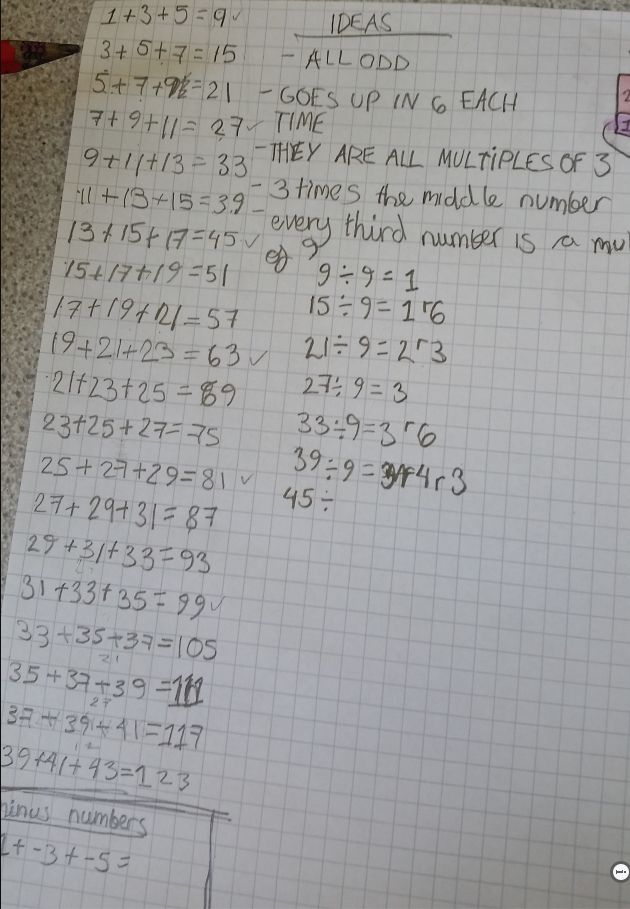 1+3+5=9✓
3+5+7=15
5+7+9=21
7+9+11=27✓
9+11+13=33
11+13+15=39
13+15+17=45✓
15+17+19=51
17+19+21=57
19+21+23=63✓
21+23+25=69
23+25+27=75
25+27+29=81✓
27+29+31=87
29+31+33=93
31+33+35=99✓
33+35+37=105
21
35+37+39=111
27
37+39+41=117
12
39+41+43=123
IDEAS
- ALL ODD
- GOES UP IN 6 EACH
TIME
- THEY ARE ALL MULTIPLES OF 3
- 3 times the middle number
- every third number is a mul
of 9
9÷9=1
15÷9=1r6
21÷9=2r3
27÷9=3
33÷9=3r6
39÷9=4r3
45÷
minus numbers
1+-3+-5=